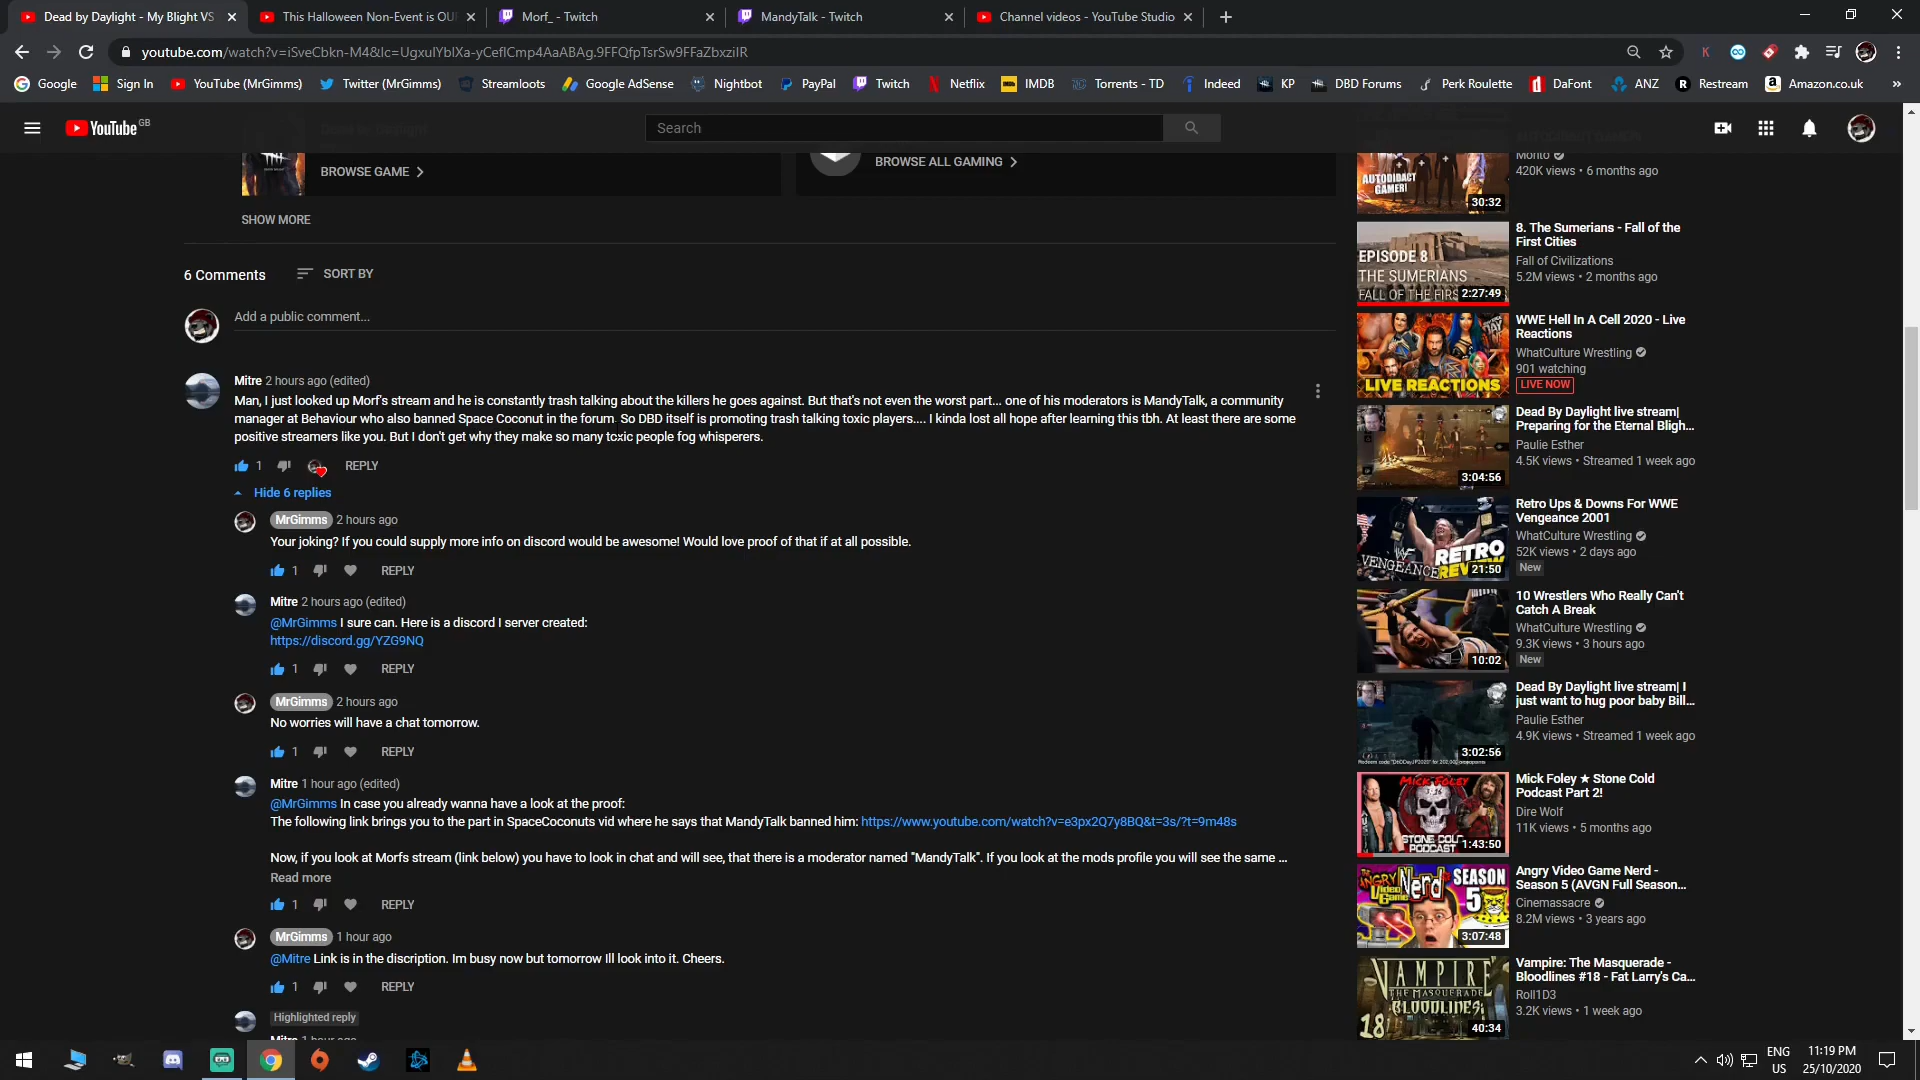 Dead by Daylight - My Blight VS
This Halloween Non-Event is OU
Morf_ - Twitch
MandyTalk - Twitch
Channel videos - YouTube Studio
youtube.com/watch?v=iSveCbkn-M4&lc=UgxulYblXa-yCeflCmp4AaABAg.9FFQfpTsrSw9FFaZbxziIR
Google
Sign In
YouTube (MrGimms)
Twitter (MrGimms)
Streamloots
Google AdSense
Nightbot
PayPal
Twitch
Netflix
IMDB
Torrents - TD
Indeed
KP
DBD Forums
Perk Roulette
DaFont
ANZ
Restream
Amazon.co.uk
YouTube GB
Search
BROWSE GAME
BROWSE ALL GAMING
SHOW MORE
6 Comments
SORT BY
Add a public comment...
Mitre 2 hours ago (edited)
Man, I just looked up Morf's stream and he is constantly trash talking about the killers he goes against. But that's not even the worst part... one of his moderators is MandyTalk, a community
manager at Behaviour who also banned Space Coconut in the forum. So DBD itself is promoting trash talking toxic players.... I kinda lost all hope after learning this tbh. At least there are some
positive streamers like you. But I don't get why they make so many toxic people fog whisperers.
1
REPLY
Hide 6 replies
MrGimms 2 hours ago
Your joking? If you could supply more info on discord would be awesome! Would love proof of that if at all possible.
1
REPLY
Mitre 2 hours ago (edited)
@MrGimms I sure can. Here is a discord I server created:
https://discord.gg/YZG9NQ
1
REPLY
MrGimms 2 hours ago
No worries will have a chat tomorrow.
1
REPLY
Mitre 1 hour ago (edited)
@MrGimms In case you already wanna have a look at the proof:
The following link brings you to the part in SpaceCoconuts vid where he says that MandyTalk banned him: https://www.youtube.com/watch?v=e3px2Q7y8BQ&t=3s/?t=9m48s
Now, if you look at Morfs stream (link below) you have to look in chat and will see, that there is a moderator named "MandyTalk". If you look at the mods profile you will see the same ...
Read more
1
REPLY
MrGimms 1 hour ago
@Mitre Link is in the discription. Im busy now but tomorrow Ill look into it. Cheers.
1
REPLY
Highlighted reply
Mitre 1 hour ago
AUTODIDACT
GAMER!
30:32
Morito
420K views • 6 months ago
EPISODE 8
THE SUMERIANS
FALL OF THE FIRS
2:27:49
8. The Sumerians - Fall of the
First Cities
Fall of Civilizations
5.2M views • 2 months ago
LIVE REACTIONS
WWE Hell In A Cell 2020 - Live
Reactions
WhatCulture Wrestling
901 watching
LIVE NOW
3:04:56
Dead By Daylight live stream|
Preparing for the Eternal Bligh...
Paulie Esther
4.5K views • Streamed 1 week ago
VENGEANCE
RETRO
REVIEW
21:50
Retro Ups & Downs For WWE
Vengeance 2001
WhatCulture Wrestling
52K views • 2 days ago
New
10:02
10 Wrestlers Who Really Can't
Catch A Break
WhatCulture Wrestling
9.3K views • 3 hours ago
New
3:02:56
Dead By Daylight live stream| I
just want to hug poor baby Bill...
Paulie Esther
4.9K views • Streamed 1 week ago
MICK FOLEY
3:16
STONE COLD
PODCAST
1:43:50
Mick Foley ★ Stone Cold
Podcast Part 2!
Dire Wolf
11K views • 5 months ago
ANGRY
Video Game
Nerd
SEASON
5
3:07:48
Angry Video Game Nerd -
Season 5 (AVGN Full Season...
Cinemassacre
8.2M views • 3 years ago
VAMPIRE
THE MASQUERADE
BLOODLINES
18
40:34
Vampire: The Masquerade -
Bloodlines #18 - Fat Larry's Ca...
Roll1D3
3.2K views • 1 week ago
ENG
US
11:19 PM
25/10/2020